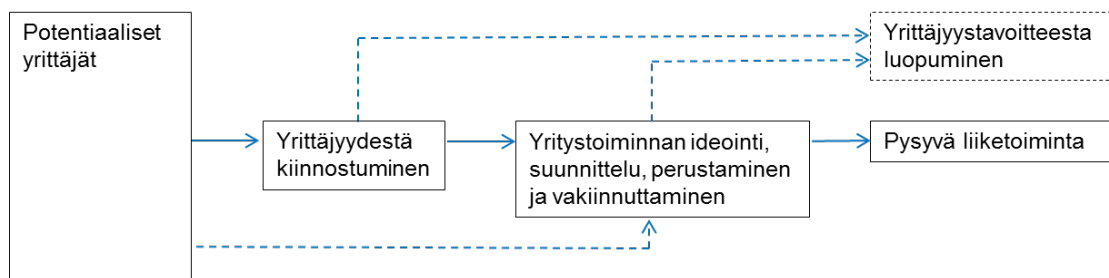 Potentiaaliset
yrittäjät
Yrittäjyydestä
kiinnostuminen
Yritystoiminnan ideointi,
suunnittelu, perustaminen
ja vakiinnuttaminen
Yrittäjyystavoitteesta
luopuminen
Pysyvä liiketoiminta